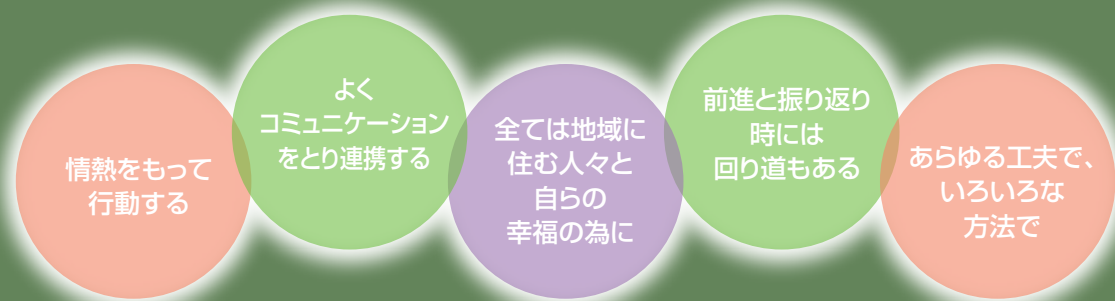 情熱をもって
行動する
よく
コミュニケーション
をとり連携する
全ては地域に
住む人々と
自らの
幸福の為に
前進と振り返り
時には
回り道もある
あらゆる工夫で、
いろいろな
方法で